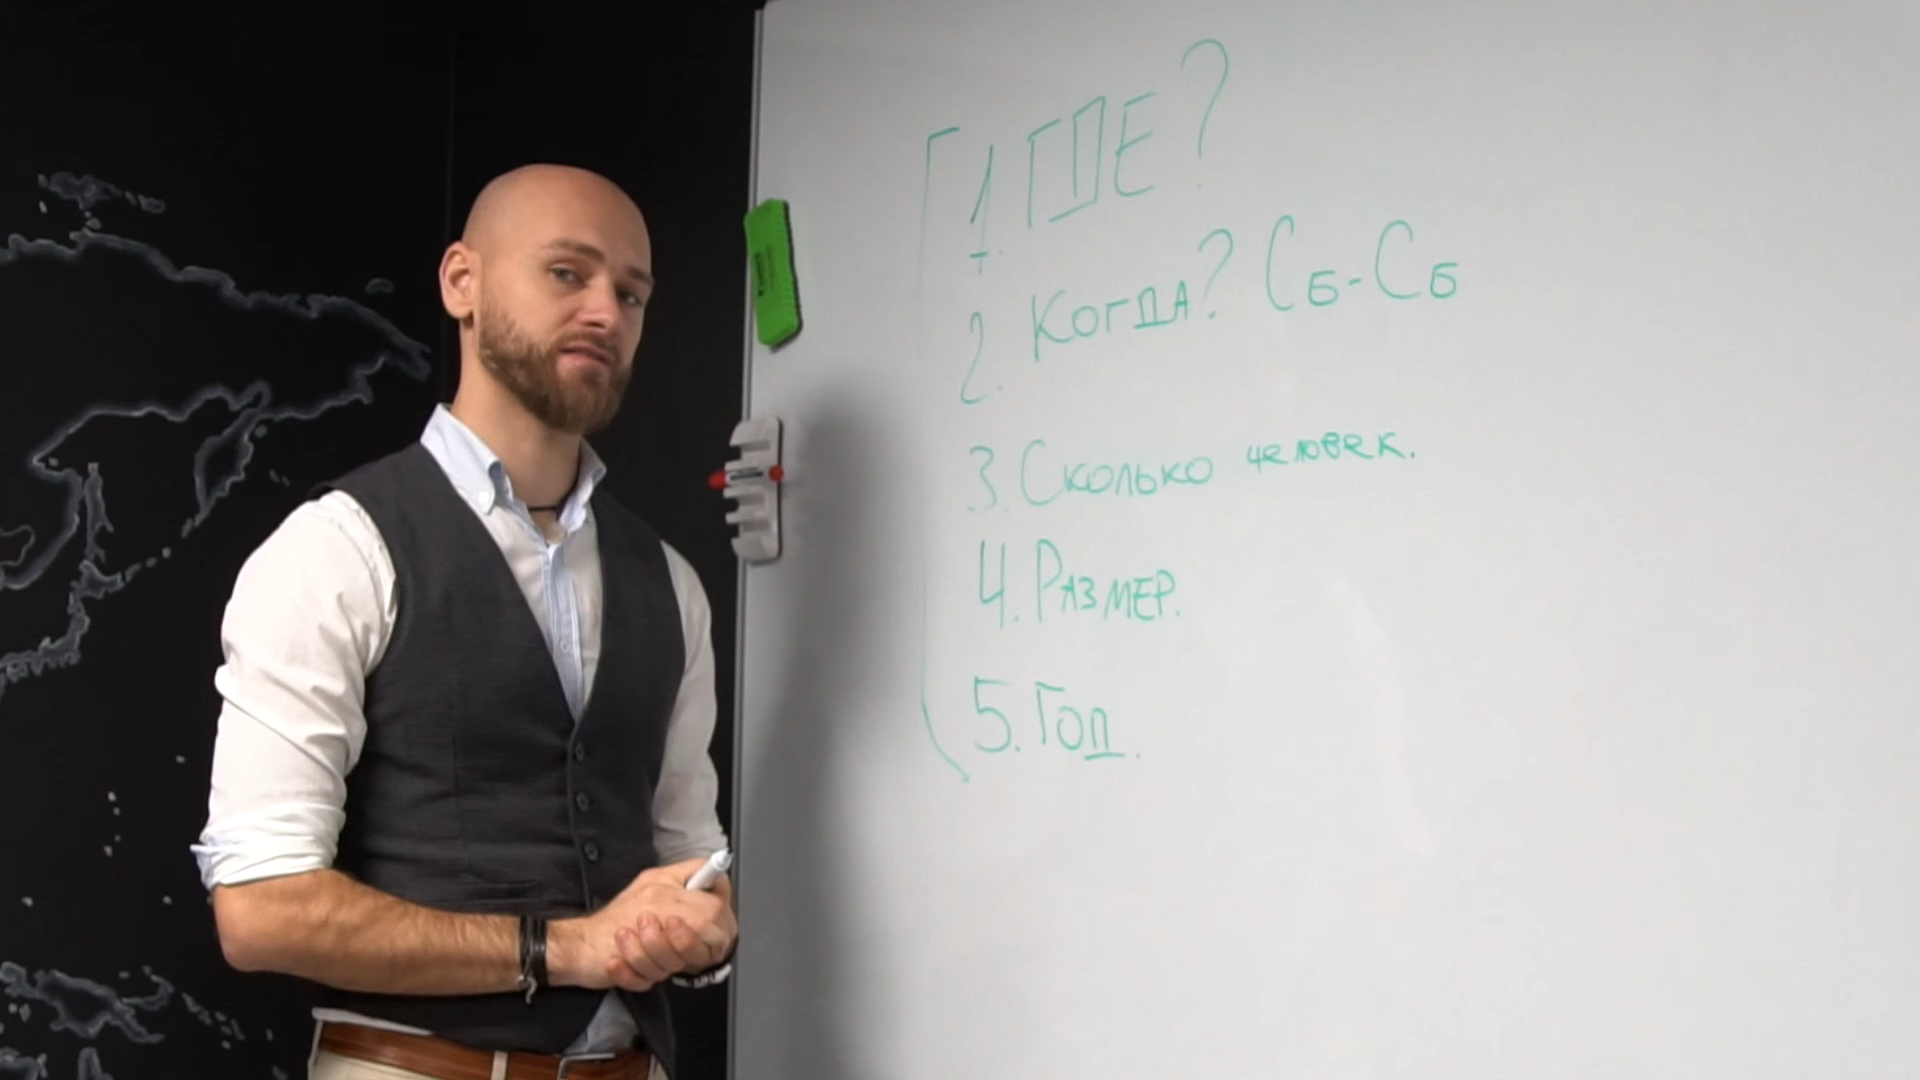 1. ГДЕ?
2. Когда? Сб-Сб
3. Сколько человек.
4. Размер.
5. Год.